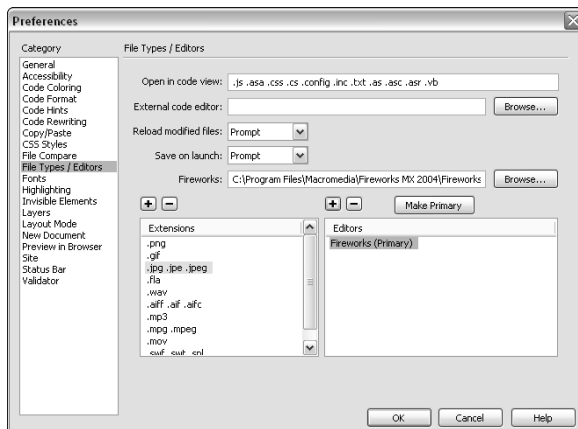 Preferences
Category
General
Accessibility
Code Coloring
Code Format
Code Hints
Code Rewriting
Copy/Paste
CSS Styles
File Compare
File Types / Editors
Fonts
Highlighting
Invisible Elements
Layers
Layout Mode
New Document
Preview in Browser
Site
Status Bar
Validator
File Types / Editors
Open in code view: .js .asa .css .cs .config .inc .txt .as .asc .asr .vb
External code editor: Browse...
Reload modified files: Prompt
Save on launch: Prompt
Fireworks: C:\Program Files\Macromedia\Fireworks MX 2004\Fireworks Browse...
Make Primary
Extensions
.png
.gif
.jpg .jpe .jpeg
.fla
.wav
.aiff .aif .aifc
.mp3
.mpg .mpeg
.mov
.swf .swt .spl
Editors
Fireworks (Primary)
OK Cancel Help